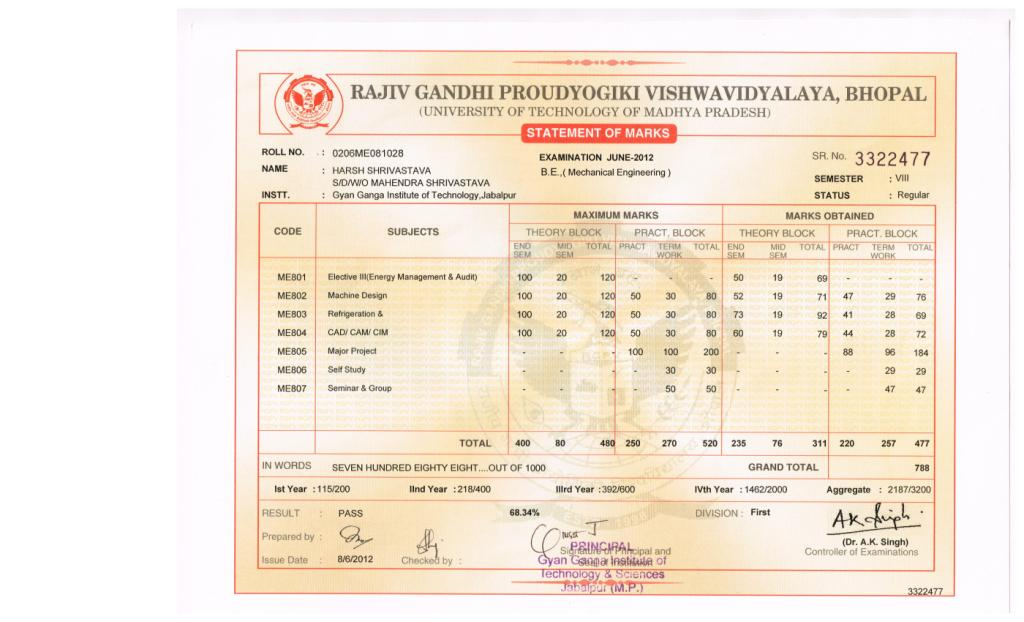 RAJIV GANDHI PROUDYOGIKI VISHWAVIDYALAYA, BHOPAL
(UNIVERSITY OF TECHNOLOGY OF MADHYA PRADESH)
STATEMENT OF MARKS
ROLL NO. : 0206ME081028 EXAMINATION JUNE-2012 SR. No. 3322477
NAME : HARSH SHRIVASTAVA B.E.,( Mechanical Engineering ) SEMESTER : VIII
S/D/W/O MAHENDRA SHRIVASTAVA
INSTT. : Gyan Ganga Institute of Technology,Jabalpur STATUS : Regular
CODE SUBJECTS MAXIMUM MARKS MARKS OBTAINED
THEORY BLOCK PRACT, BLOCK THEORY BLOCK PRACT. BLOCK
END SEM MID SEM TOTAL PRACT TERM WORK TOTAL END SEM MID SEM TOTAL PRACT TERM WORK TOTAL
ME801 Elective III(Energy Management & Audit) 100 20 120 - - - 50 19 69 - - -
ME802 Machine Design 100 20 120 50 30 80 52 19 71 47 29 76
ME803 Refrigeration & 100 20 120 50 30 80 73 19 92 41 28 69
ME804 CAD/ CAM/ CIM 100 20 120 50 30 80 60 19 79 44 28 72
ME805 Major Project - - - 100 100 200 - - - 88 96 184
ME806 Self Study - - - - 30 30 - - - - 29 29
ME807 Seminar & Group - - - - 50 50 - - - - 47 47
TOTAL 400 80 480 250 270 520 235 76 311 220 257 477
IN WORDS SEVEN HUNDRED EIGHTY EIGHT....OUT OF 1000 GRAND TOTAL 788
Ist Year :115/200 IInd Year :218/400 IIIrd Year :392/600 IVth Year :1462/2000 Aggregate : 2187/3200
RESULT : PASS 68.34% DIVISION : First
A.K. Singh
Prepared by : (Dr. A.K. Singh)
PRINCIPAL
Signature of Principal and Controller of Examinations
Issue Date : 8/6/2012 Checked by : Gyan Ganga Institute of
Technology & Sciences
Jabalpur (M.P.)
3322477